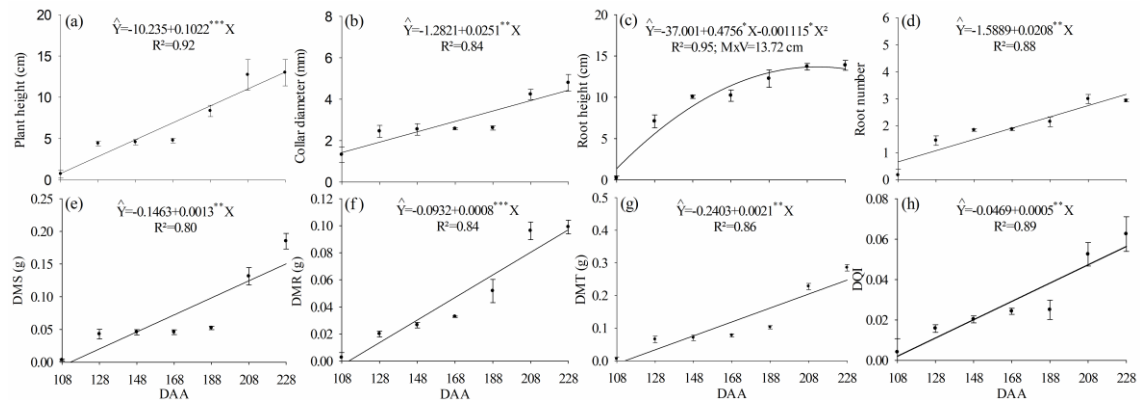 (a)
Ŷ=-10.235+0.1022***X
R²=0.92
Plant height (cm)
20
15
10
5
0
(b)
Ŷ=-1.2821+0.0251**X
R²=0.84
Collar diameter (mm)
8
6
4
2
0
(c)
Ŷ=-37.001+0.4756*X-0.001115*X²
R²=0.95; MxV=13.72 cm
Root height (cm)
20
15
10
5
0
(d)
Ŷ=-1.5889+0.0208**X
R²=0.88
Root number
6
5
4
3
2
1
0
(e)
Ŷ=-0.1463+0.0013**X
R²=0.80
DMS (g)
0.25
0.20
0.15
0.10
0.05
0.00
108 128 148 168 188 208 228
DAA
(f)
Ŷ=-0.0932+0.0008***X
R²=0.84
DMR (g)
0.12
0.10
0.08
0.06
0.04
0.02
0.00
108 128 148 168 188 208 228
DAA
(g)
Ŷ=-0.2403+0.0021**X
R²=0.86
DMT (g)
0.5
0.4
0.3
0.2
0.1
0.0
108 128 148 168 188 208 228
DAA
(h)
Ŷ=-0.0469+0.0005**X
R²=0.89
DQI
0.08
0.06
0.04
0.02
0.00
108 128 148 168 188 208 228
DAA